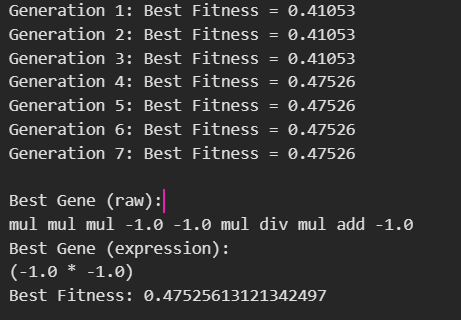 Generation 1: Best Fitness = 0.41053
Generation 2: Best Fitness = 0.41053
Generation 3: Best Fitness = 0.41053
Generation 4: Best Fitness = 0.47526
Generation 5: Best Fitness = 0.47526
Generation 6: Best Fitness = 0.47526
Generation 7: Best Fitness = 0.47526
Best Gene (raw):
mul mul mul -1.0 -1.0 mul div mul add -1.0
Best Gene (expression):
(-1.0 * -1.0)
Best Fitness: 0.47525613121342497